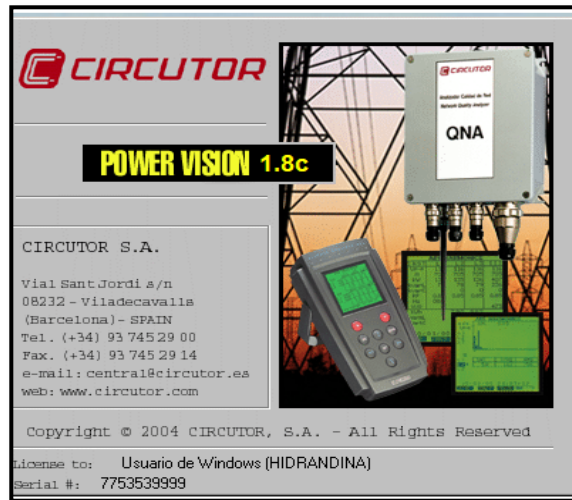 CIRCUTOR
POWER VISION 1.8c
CIRCUTOR
QNA
CIRCUTOR S.A.
Vial Sant Jordi s/n
08232 - Viladecavalls
(Barcelona) - SPAIN
Tel. (+34) 93 745 29 00
Fax. (+34) 93 745 29 14
e-mail: central@circutor.es
web: www.circutor.com
Copyright © 2004 CIRCUTOR, S.A. - All Rights Reserved
License to: Usuario de Windows (HIDRANDINA)
Serial #: 7753539999